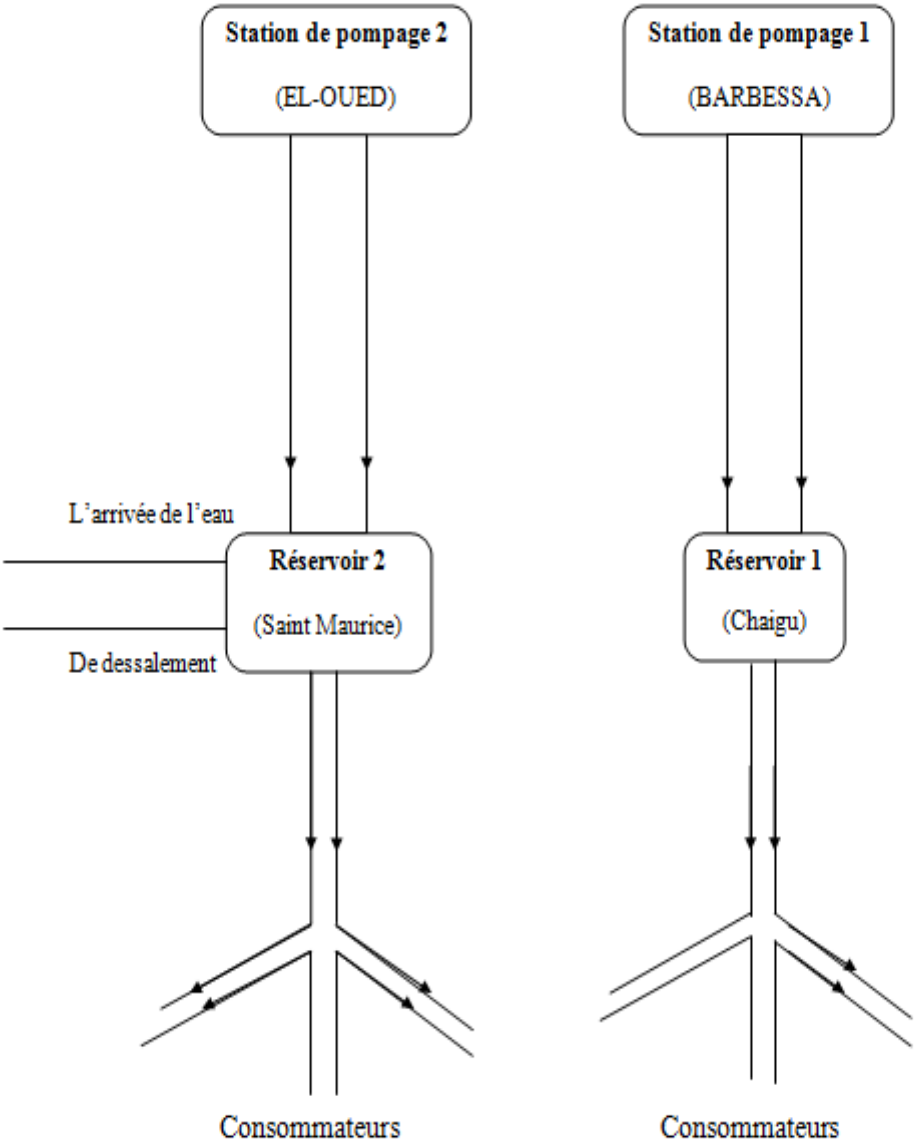 Station de pompage 2
(EL-OUED)
Station de pompage 1
(BARBESSA)
L'arrivée de l'eau
De dessalement
Réservoir 2
(Saint Maurice)
Réservoir 1
(Chaigu)
Consommateurs
Consommateurs